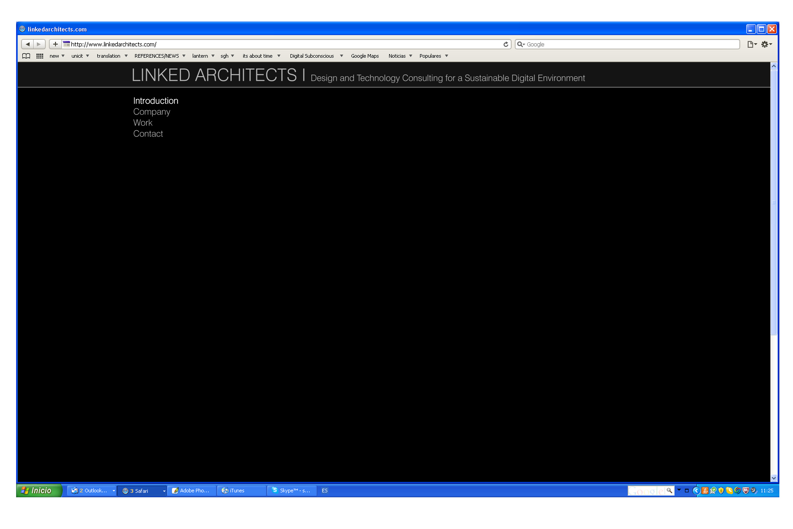 linkedarchitects.com
http://www.linkedarchitects.com/
Google
new unick translation REFERENCES/NEWS lantern sgh its about time Digital Subconscious Google Maps Noticias Populares
LINKED ARCHITECTS | Design and Technology Consulting for a Sustainable Digital Environment
Introduction
Company
Work
Contact
Inicio 2 Outlook... 3 Safari Adobe Pho... iTunes Skype™ - s... ES 11:25